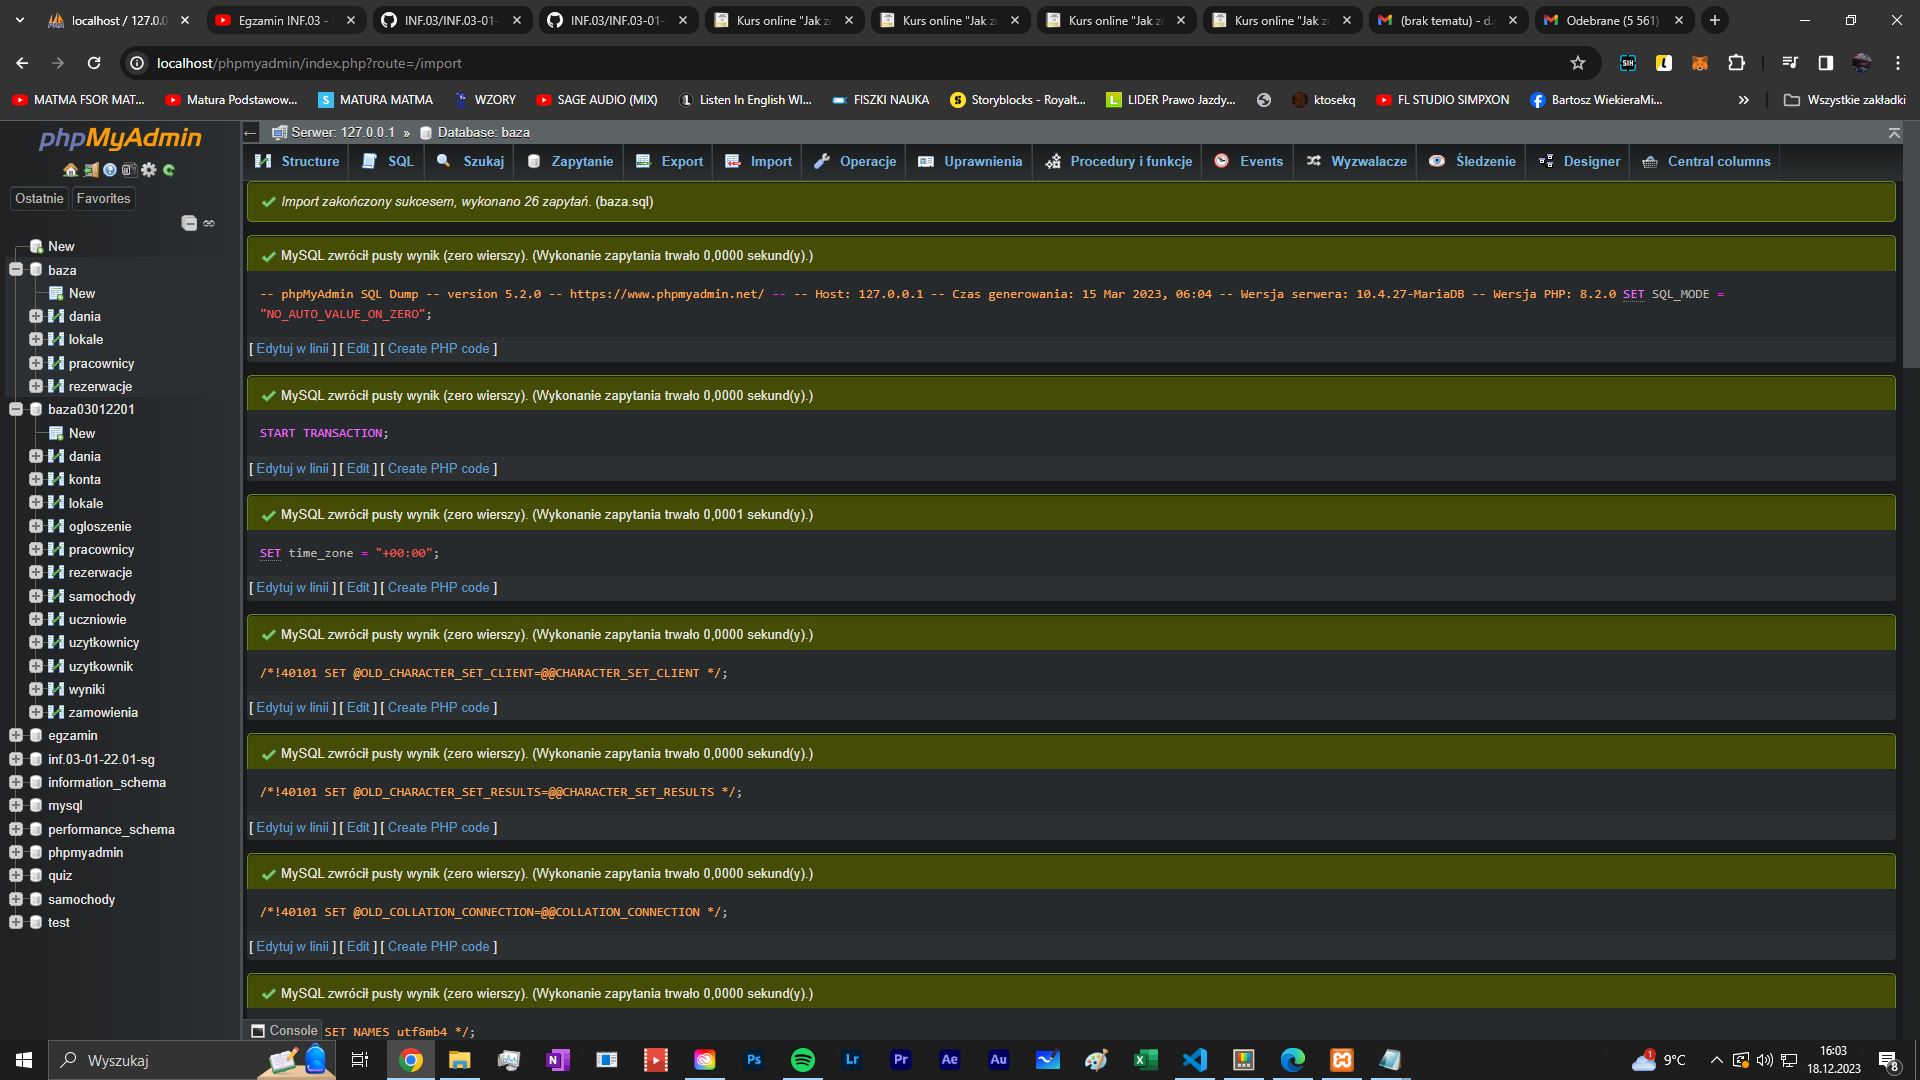 localhost / 127.0.0
Egzamin INF.03 -
INF.03/INF.03-01-
INF.03/INF.03-01-
Kurs online "Jak
Kurs online "Jak
Kurs online "Jak
Kurs online "Jak
(brak tematu) - d.
Odebrane (5 561)
localhost/phpmyadmin/index.php?route=/import
MATMA FSOR MAT...
Matura Podstawow...
MATURA MATMA
WZORY
SAGE AUDIO (MIX)
Listen In English WI...
FISZKI NAUKA
Storyblocks - Royalt...
LIDER Prawo Jazdy...
ktosekq
FL STUDIO SIMPXON
Bartosz WiekieraMi...
»
Wszystkie zakładki
phpMyAdmin
Ostatnie
Favorites
New
baza
New
dania
lokale
pracownicy
rezerwacje
baza03012201
New
dania
konta
lokale
ogloszenie
pracownicy
rezerwacje
samochody
uczniowie
uzytkownicy
uzytkownik
wyniki
zamowienia
egzamin
inf.03-01-22.01-sg
information_schema
mysql
performance_schema
phpmyadmin
quiz
samochody
test
Serwer: 127.0.0.1 » Database: baza
Structure
SQL
Szukaj
Zapytanie
Export
Import
Operacje
Uprawnienia
Procedury i funkcje
Events
Wyzwalacze
Śledzenie
Designer
Central columns
Import zakończony sukcesem, wykonano 26 zapytań. (baza.sql)
MySQL zwrócił pusty wynik (zero wierszy). (Wykonanie zapytania trwało 0,0000 sekund(y).)
-- phpMyAdmin SQL Dump -- version 5.2.0 -- https://www.phpmyadmin.net/ -- -- Host: 127.0.0.1 -- Czas generowania: 15 Mar 2023, 06:04 -- Wersja serwera: 10.4.27-MariaDB -- Wersja PHP: 8.2.0 SET SQL_MODE =
"NO_AUTO_VALUE_ON_ZERO";
[ Edytuj w linii ] [ Edit ] [ Create PHP code ]
MySQL zwrócił pusty wynik (zero wierszy). (Wykonanie zapytania trwało 0,0000 sekund(y).)
START TRANSACTION;
[ Edytuj w linii ] [ Edit ] [ Create PHP code ]
MySQL zwrócił pusty wynik (zero wierszy). (Wykonanie zapytania trwało 0,0001 sekund(y).)
SET time_zone = "+00:00";
[ Edytuj w linii ] [ Edit ] [ Create PHP code ]
MySQL zwrócił pusty wynik (zero wierszy). (Wykonanie zapytania trwało 0,0000 sekund(y).)
/*!40101 SET @OLD_CHARACTER_SET_CLIENT=@@CHARACTER_SET_CLIENT */;
[ Edytuj w linii ] [ Edit ] [ Create PHP code ]
MySQL zwrócił pusty wynik (zero wierszy). (Wykonanie zapytania trwało 0,0000 sekund(y).)
/*!40101 SET @OLD_CHARACTER_SET_RESULTS=@@CHARACTER_SET_RESULTS */;
[ Edytuj w linii ] [ Edit ] [ Create PHP code ]
MySQL zwrócił pusty wynik (zero wierszy). (Wykonanie zapytania trwało 0,0000 sekund(y).)
/*!40101 SET @OLD_COLLATION_CONNECTION=@@COLLATION_CONNECTION */;
[ Edytuj w linii ] [ Edit ] [ Create PHP code ]
MySQL zwrócił pusty wynik (zero wierszy). (Wykonanie zapytania trwało 0,0000 sekund(y).)
Console
SET NAMES utf8mb4 */;
Wyszukaj
Ps
Lr
Pr
Ae
Au
1
9°C
16:03
18.12.2023
8